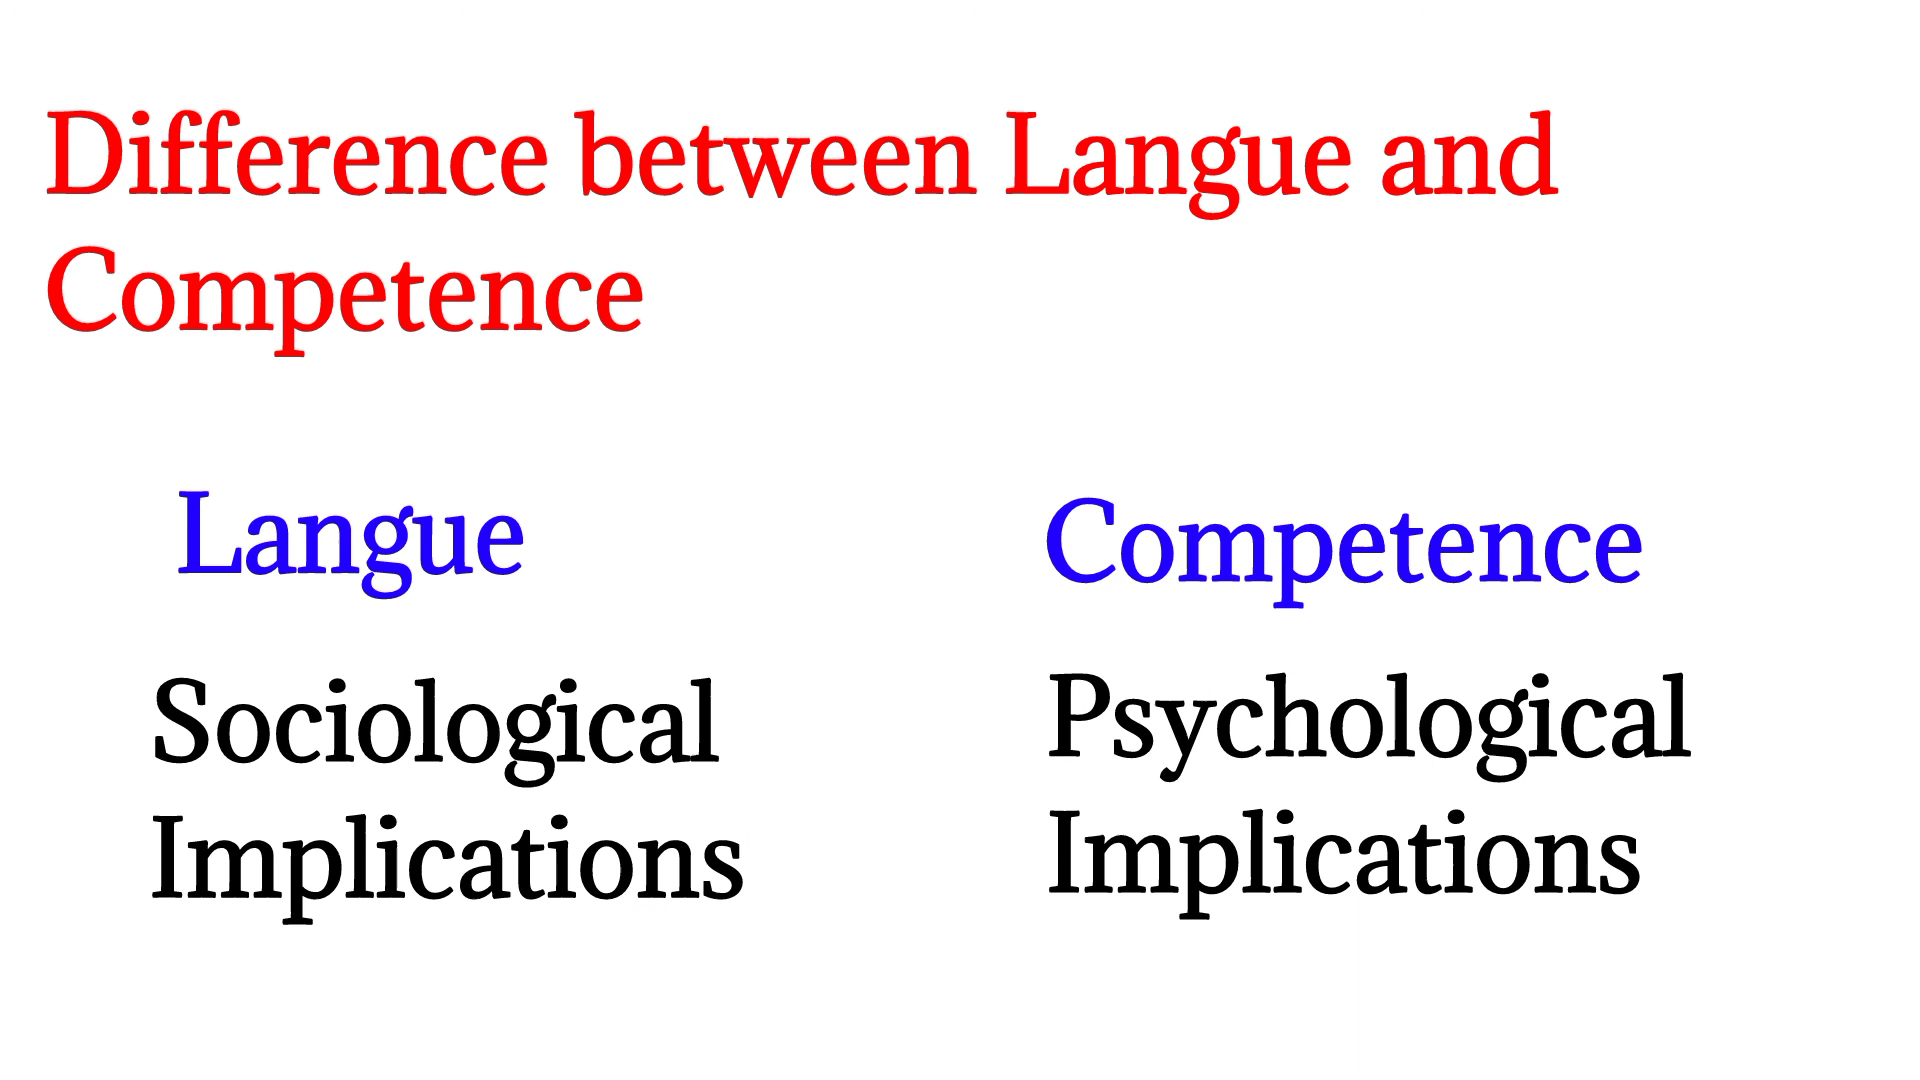 Difference between Langue and
Competence
Langue
Competence
Sociological
Implications
Psychological
Implications